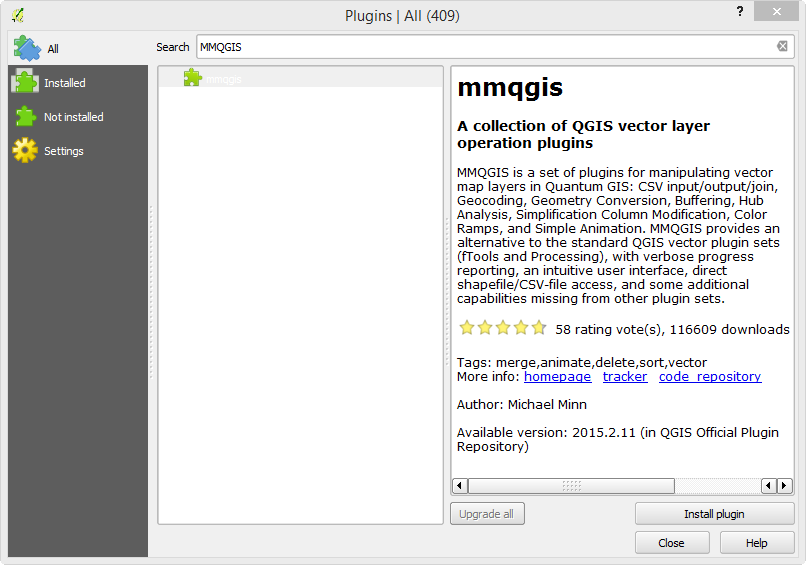 Plugins | All (409)
?
All
Installed
Not installed
Settings
Search MMQGIS
mmqgis
mmqgis
A collection of QGIS vector layer
operation plugins
MMQGIS is a set of plugins for manipulating vector
map layers in Quantum GIS: CSV input/output/join,
Geocoding, Geometry Conversion, Buffering, Hub
Analysis, Simplification Column Modification, Color
Ramps, and Simple Animation. MMQGIS provides an
alternative to the standard QGIS vector plugin sets
(fTools and Processing), with verbose progress
reporting, an intuitive user interface, direct
shapefile/CSV-file access, and some additional
capabilities missing from other plugin sets.
58 rating vote(s), 116609 downloads
Tags: merge,animate,delete,sort,vector
More info: homepage tracker code_repository
Author: Michael Minn
Available version: 2015.2.11 (in QGIS Official Plugin
Repository)
Upgrade all
Install plugin
Close
Help